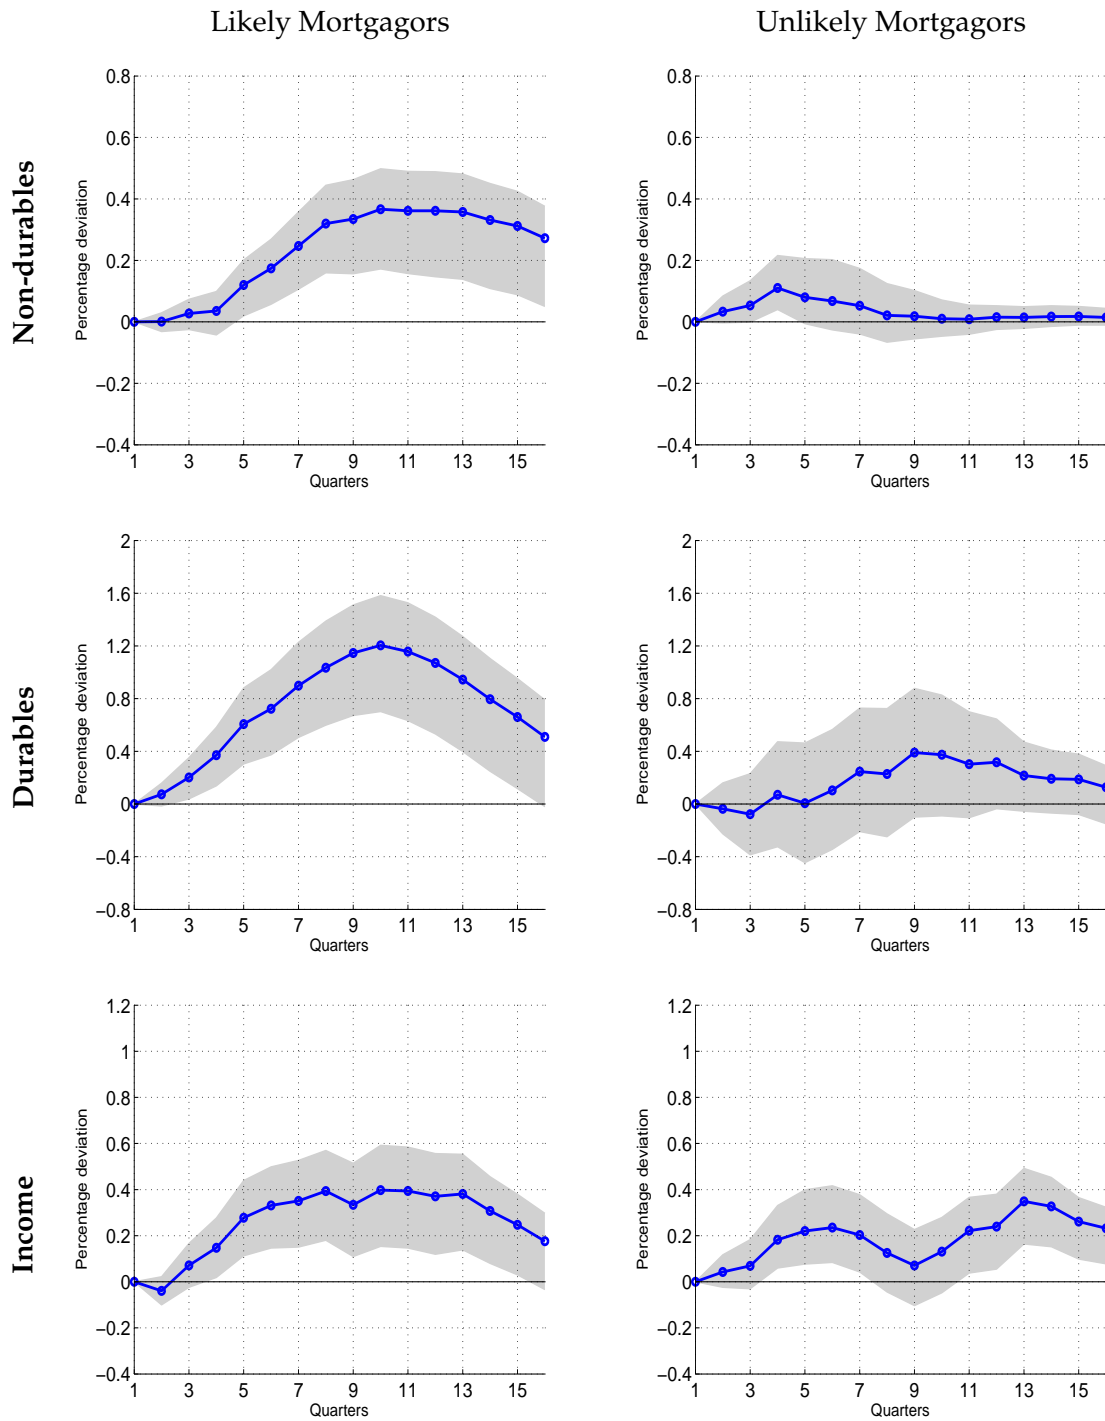 Likely Mortgagors
Unlikely Mortgagors
Non-durables
Percentage deviation
0.8
0.6
0.4
0.2
0
−0.2
−0.4
1 3 5 7 9 11 13 15
Quarters
Percentage deviation
0.8
0.6
0.4
0.2
0
−0.2
−0.4
1 3 5 7 9 11 13 15
Quarters
Durables
Percentage deviation
2
1.6
1.2
0.8
0.4
0
−0.4
−0.8
1 3 5 7 9 11 13 15
Quarters
Percentage deviation
2
1.6
1.2
0.8
0.4
0
−0.4
−0.8
1 3 5 7 9 11 13 15
Quarters
Income
Percentage deviation
1.2
1
0.8
0.6
0.4
0.2
0
−0.2
−0.4
1 3 5 7 9 11 13 15
Quarters
Percentage deviation
1.2
1
0.8
0.6
0.4
0.2
0
−0.2
−0.4
1 3 5 7 9 11 13 15
Quarters